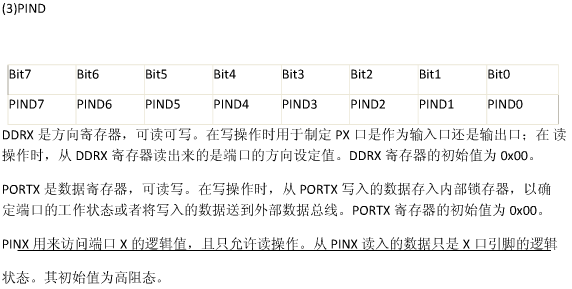 (3)PIND
Bit7 Bit6 Bit5 Bit4 Bit3 Bit2 Bit1 Bit0
PIND7 PIND6 PIND5 PIND4 PIND3 PIND2 PIND1 PIND0
DDRX 是方向寄存器，可读可写。在写操作时用于制定 PX 口是作为输入口还是输出口；在 读
操作时，从 DDRX 寄存器读出来的是端口的方向设定值。DDRX 寄存器的初始值为 0x00。
PORTX 是数据寄存器，可读写。在写操作时，从 PORTX 写入的数据存入内部锁存器，以确
定端口的工作状态或者将写入的数据送到外部数据总线。PORTX 寄存器的初始值为 0x00。
PINX 用来访问端口 X 的逻辑值，且只允许读操作。从 PINX 读入的数据只是 X 口引脚的逻辑
状态。其初始值为高阻态。